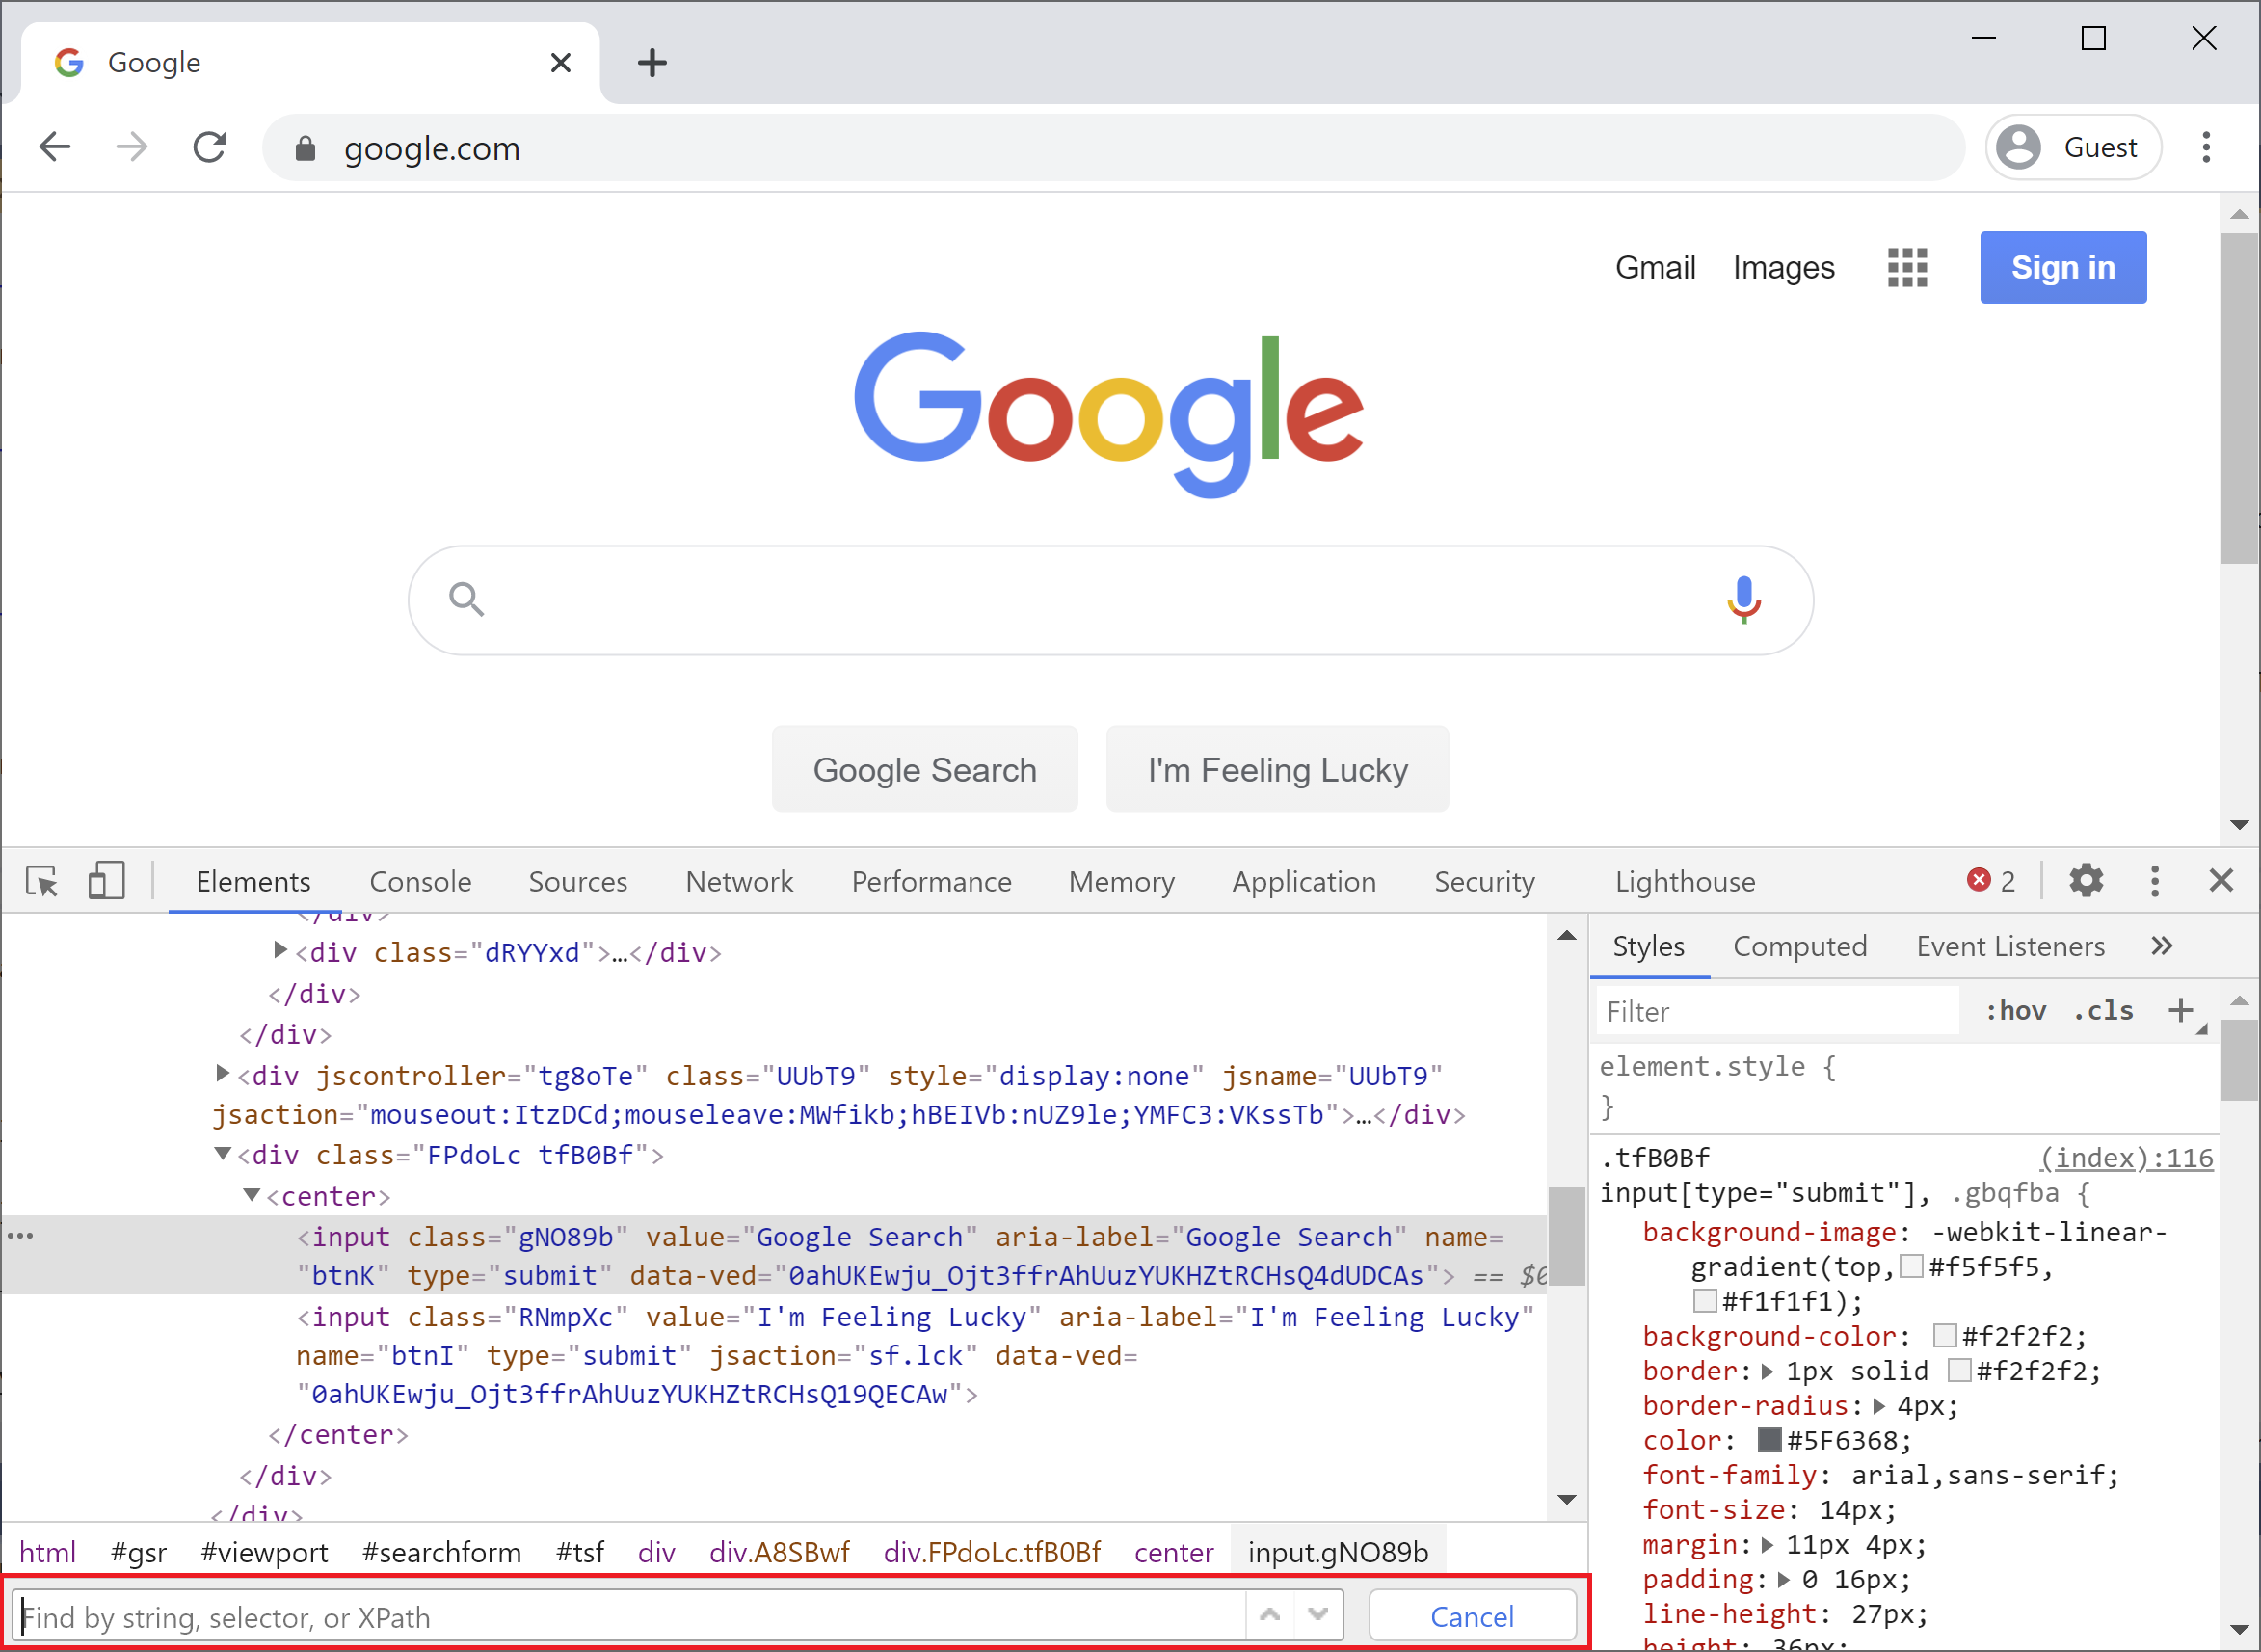 Google
google.com
Guest
Gmail Images Sign in
Google
Google Search I'm Feeling Lucky
Elements Console Sources Network Performance Memory Application Security Lighthouse 2
</div>
<div class="dRYYxd">…</div>
</div>
</div>
<div jscontroller="tg8oTe" class="UUbT9" style="display:none" jsname="UUbT9"
jsaction="mouseout:ItzDCd;mouseleave:MWfikb;hBEIVb:nUZ9le;YMFC3:VKssTb">…</div>
<div class="FPdoLc tfB0Bf">
<center>
<input class="gNO89b" value="Google Search" aria-label="Google Search" name=
"btnK" type="submit" data-ved="0ahUKEwju_Ojt3ffrAhUuzYUKHZtRCHsQ4dUDCAs"> == $0
<input class="RNmpXc" value="I'm Feeling Lucky" aria-label="I'm Feeling Lucky"
name="btnI" type="submit" jsaction="sf.lck" data-ved=
"0ahUKEwju_Ojt3ffrAhUuzYUKHZtRCHsQ19QECAw">
</center>
</div>
</div>
html #gsr #viewport #searchform #tsf div div.A8SBwf div.FPdoLc.tfB0Bf center input.gNO89b
Find by string, selector, or XPath Cancel
Styles Computed Event Listeners »
Filter :hov .cls +
element.style {
}
.tfB0Bf (index):116
input[type="submit"], .gbqfba {
background-image: -webkit-linear-
gradient(top, #f5f5f5,
#f1f1f1);
background-color: #f2f2f2;
border: 1px solid #f2f2f2;
border-radius: 4px;
color: #5F6368;
font-family: arial,sans-serif;
font-size: 14px;
margin: 11px 4px;
padding: 0 16px;
line-height: 27px;
height: 36px;